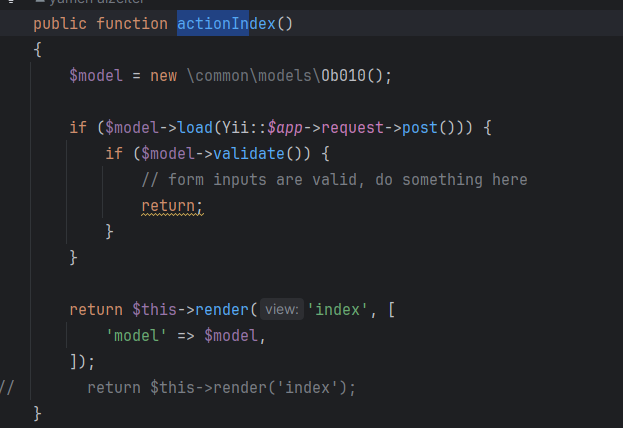 public function actionIndex()
{
    $model = new \common\models\Ob010();

    if ($model->load(Yii::$app->request->post())) {
        if ($model->validate()) {
            // form inputs are valid, do something here
            return;
        }
    }

    return $this->render( view: 'index', [
        'model' => $model,
    ]);
//      return $this->render('index');
}